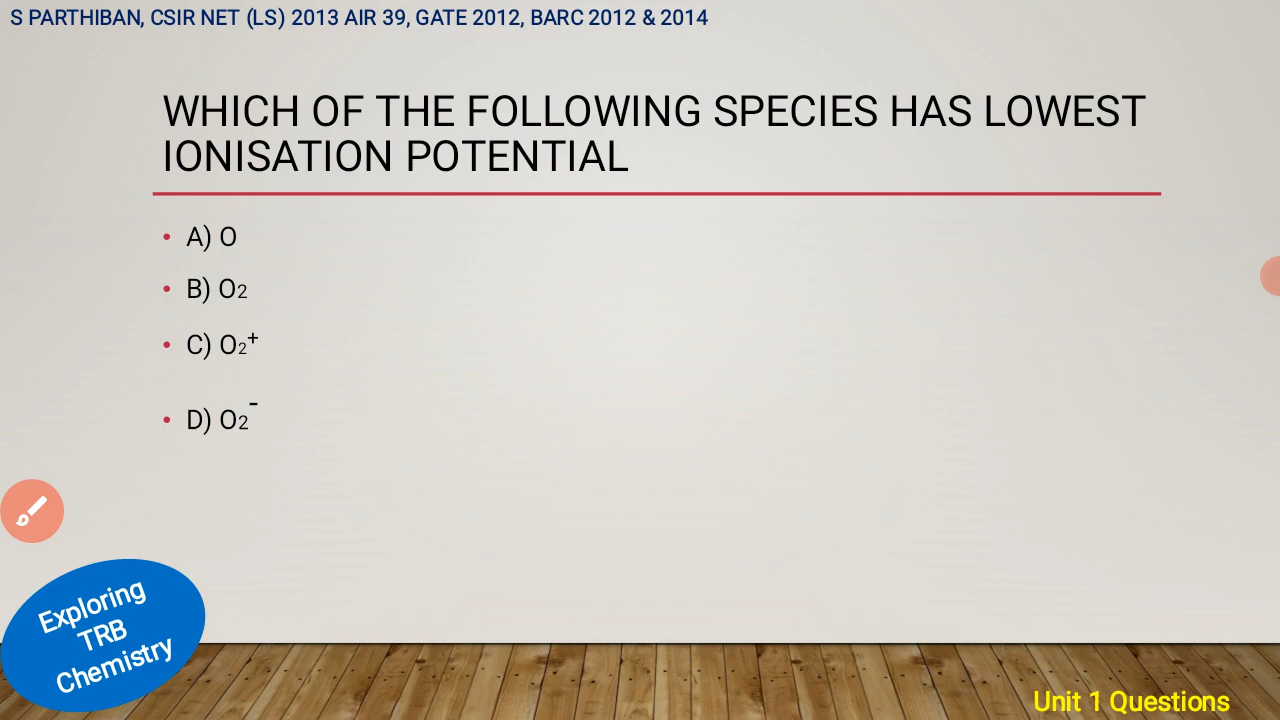 S PARTHIBAN, CSIR NET (LS) 2013 AIR 39, GATE 2012, BARC 2012 & 2014
WHICH OF THE FOLLOWING SPECIES HAS LOWEST
IONISATION POTENTIAL
• A) O
• B) O₂
• C) O₂⁺
• D) O₂⁻
Exploring
TRB
Chemistry
Unit 1 Questions